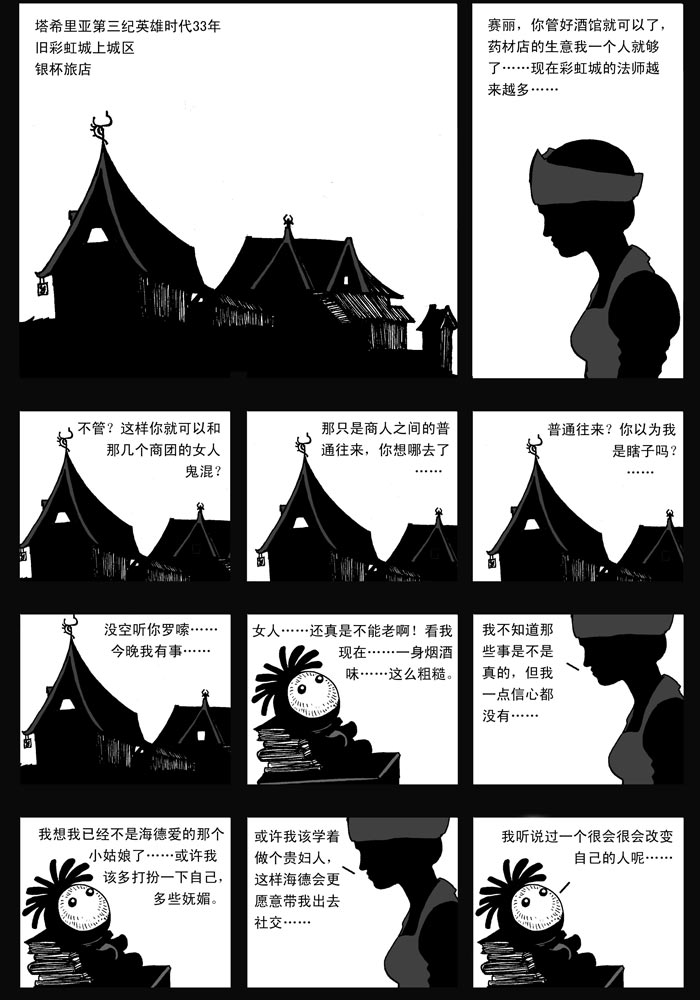 塔希里亚第三纪英雄时代33年
旧彩虹城上城区
银杯旅店
赛丽，你管好酒馆就可以了，
药材店的生意我一个人就够
了……现在彩虹城的法师越
来越多……
不管？这样你就可以和
那几个商团的女人
鬼混？
那只是商人之间的普
通往来，你想哪去了
……
普通往来？你以为我
是瞎子吗？
……
没空听你罗嗦……
今晚我有事……
女人……还真是不能老啊！看我
现在……一身烟酒
味……这么粗糙。
我不知道那
些事是不是
真的，但我
一点信心都
没有……
我想我已经不是海德爱的那个
小姑娘了……或许我
该多打扮一下自己，
多些妩媚。
或许我该学着
做个贵妇人，
这样海德会更
愿意带我出去
社交……
我听说过一个很会很会改变
自己的人呢……